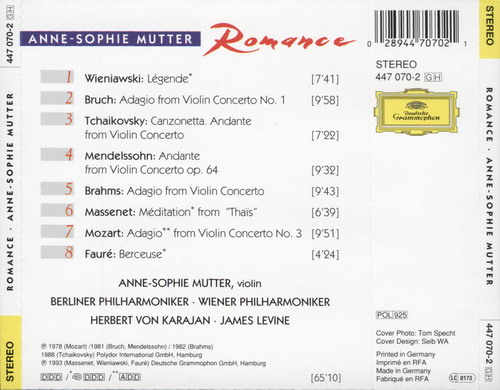 447 070-2 GH
ROMANCE · ANNE-SOPHIE MUTTER
STEREO
ANNE-SOPHIE MUTTER Romance
1 Wieniawski: Légende* [7'41]
2 Bruch: Adagio from Violin Concerto No. 1 [9'58]
3 Tchaikovsky: Canzonetta. Andante
from Violin Concerto [7'22]
4 Mendelssohn: Andante
from Violin Concerto op. 64 [9'32]
5 Brahms: Adagio from Violin Concerto [9'43]
6 Massenet: Méditation* from "Thaïs" [6'39]
7 Mozart: Adagio** from Violin Concerto No. 3 [9'51]
8 Fauré: Berceuse* [4'24]
ANNE-SOPHIE MUTTER, violin
BERLINER PHILHARMONIKER · WIENER PHILHARMONIKER
HERBERT VON KARAJAN · JAMES LEVINE
℗ 1978 (Mozart) /1981 (Bruch, Mendelssohn) / 1982 (Brahms)
1988 (Tchaikovsky) Polydor International GmbH, Hamburg
℗ 1993 (Massenet, Wieniawski, Fauré) Deutsche Grammophon GmbH, Hamburg
DDD / *4D DDD / **ADD [65'10]
0 28944 70702 1
STEREO
447 070-2 GH
Deutsche
Grammophon
POL 925
Cover Photo: Tom Specht
Cover Design: Seib WA
Printed in Germany
Imprimé en RFA
Made in Germany
Fabriqué en RFA
LC 0173
STEREO
ROMANCE · ANNE-SOPHIE MUTTER
447 070-2 GH